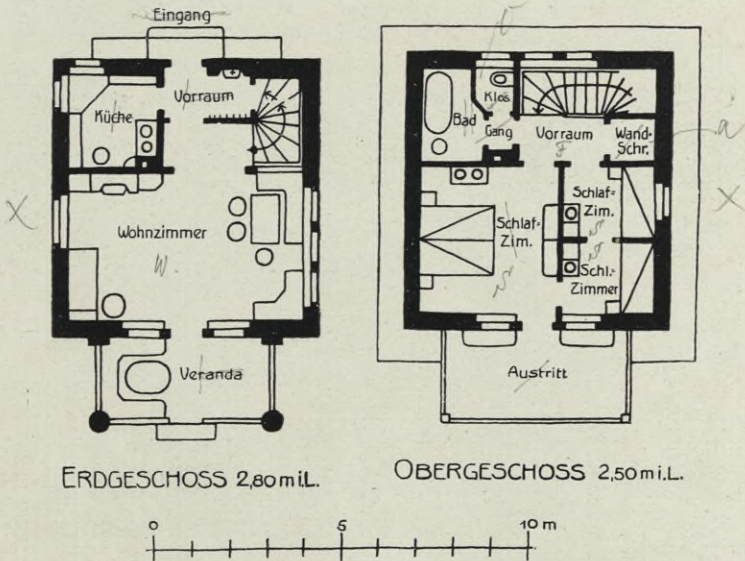 Eingang
Küche
Vorraum
Wohnzimmer
W
Veranda
ERDGESCHOSS 2,80 m i. L.
Bad
Klos.
Gang
Vorraum
Wand-
Schr.
Schlaf-
Zim.
Schlaf-
Zim.
Schl.-
Zimmer
Austritt
OBERGESCHOSS 2,50 m i. L.
0 5 10 m